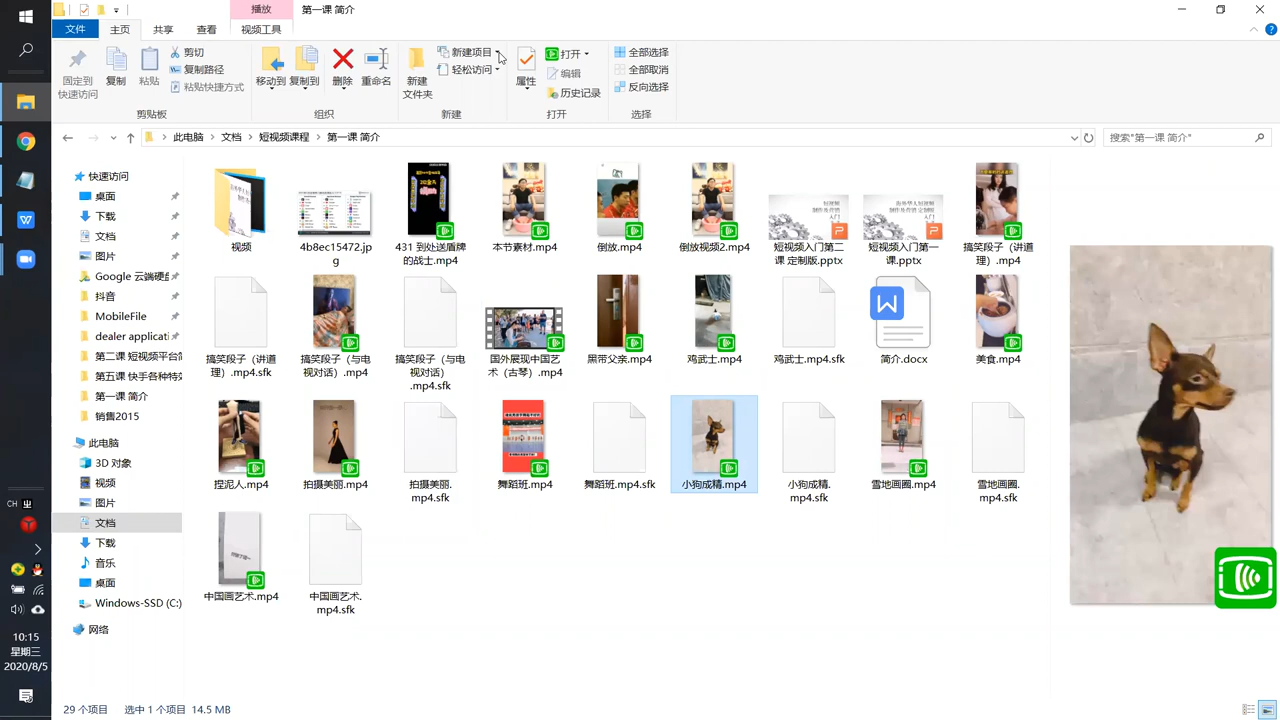 播放
第一课 简介
文件
主页
共享
查看
视频工具
固定到
快速访问
复制
粘贴
剪切
复制路径
粘贴快捷方式
剪贴板
移动到
复制到
删除
重命名
组织
新建
文件夹
新建项目
轻松访问
新建
属性
打开
编辑
历史记录
打开
全部选择
全部取消
反向选择
选择
此电脑
文档
短视频课程
第一课 简介
搜索"第一课 简介"
快速访问
桌面
下载
文档
图片
Google 云端硬
抖音
MobileFile
dealer applicati
第二课 短视频平台
第五课 快手各种特
第一课 简介
销售2015
此电脑
3D 对象
视频
图片
文档
下载
音乐
桌面
Windows-SSD (C:)
网络
视频
4b8ec15472.jp
g
431 到处送盾牌
的战士.mp4
本节素材.mp4
倒放.mp4
倒放视频2.mp4
短视频入门第二
课 定制版.pptx
短视频入门第一
课.pptx
搞笑段子（讲道
理）.mp4
搞笑段子（讲道
理）.mp4.sfk
搞笑段子（与电
视对话）.mp4
搞笑段子（与电
视对话）
.mp4.sfk
国外展现中国艺
术（古琴）.mp4
黑带父亲.mp4
鸡武士.mp4
鸡武士.mp4.sfk
W
简介.docx
美食.mp4
捏泥人.mp4
拍摄美丽.mp4
拍摄美丽.
mp4.sfk
舞蹈班.mp4
舞蹈班.mp4.sfk
小狗成精.mp4
小狗成精.
mp4.sfk
雪地画圈.mp4
雪地画圈.
mp4.sfk
中国画艺术.mp4
中国画艺术.
mp4.sfk
CH
10:15
星期三
2020/8/5
29 个项目
选中 1 个项目
14.5 MB